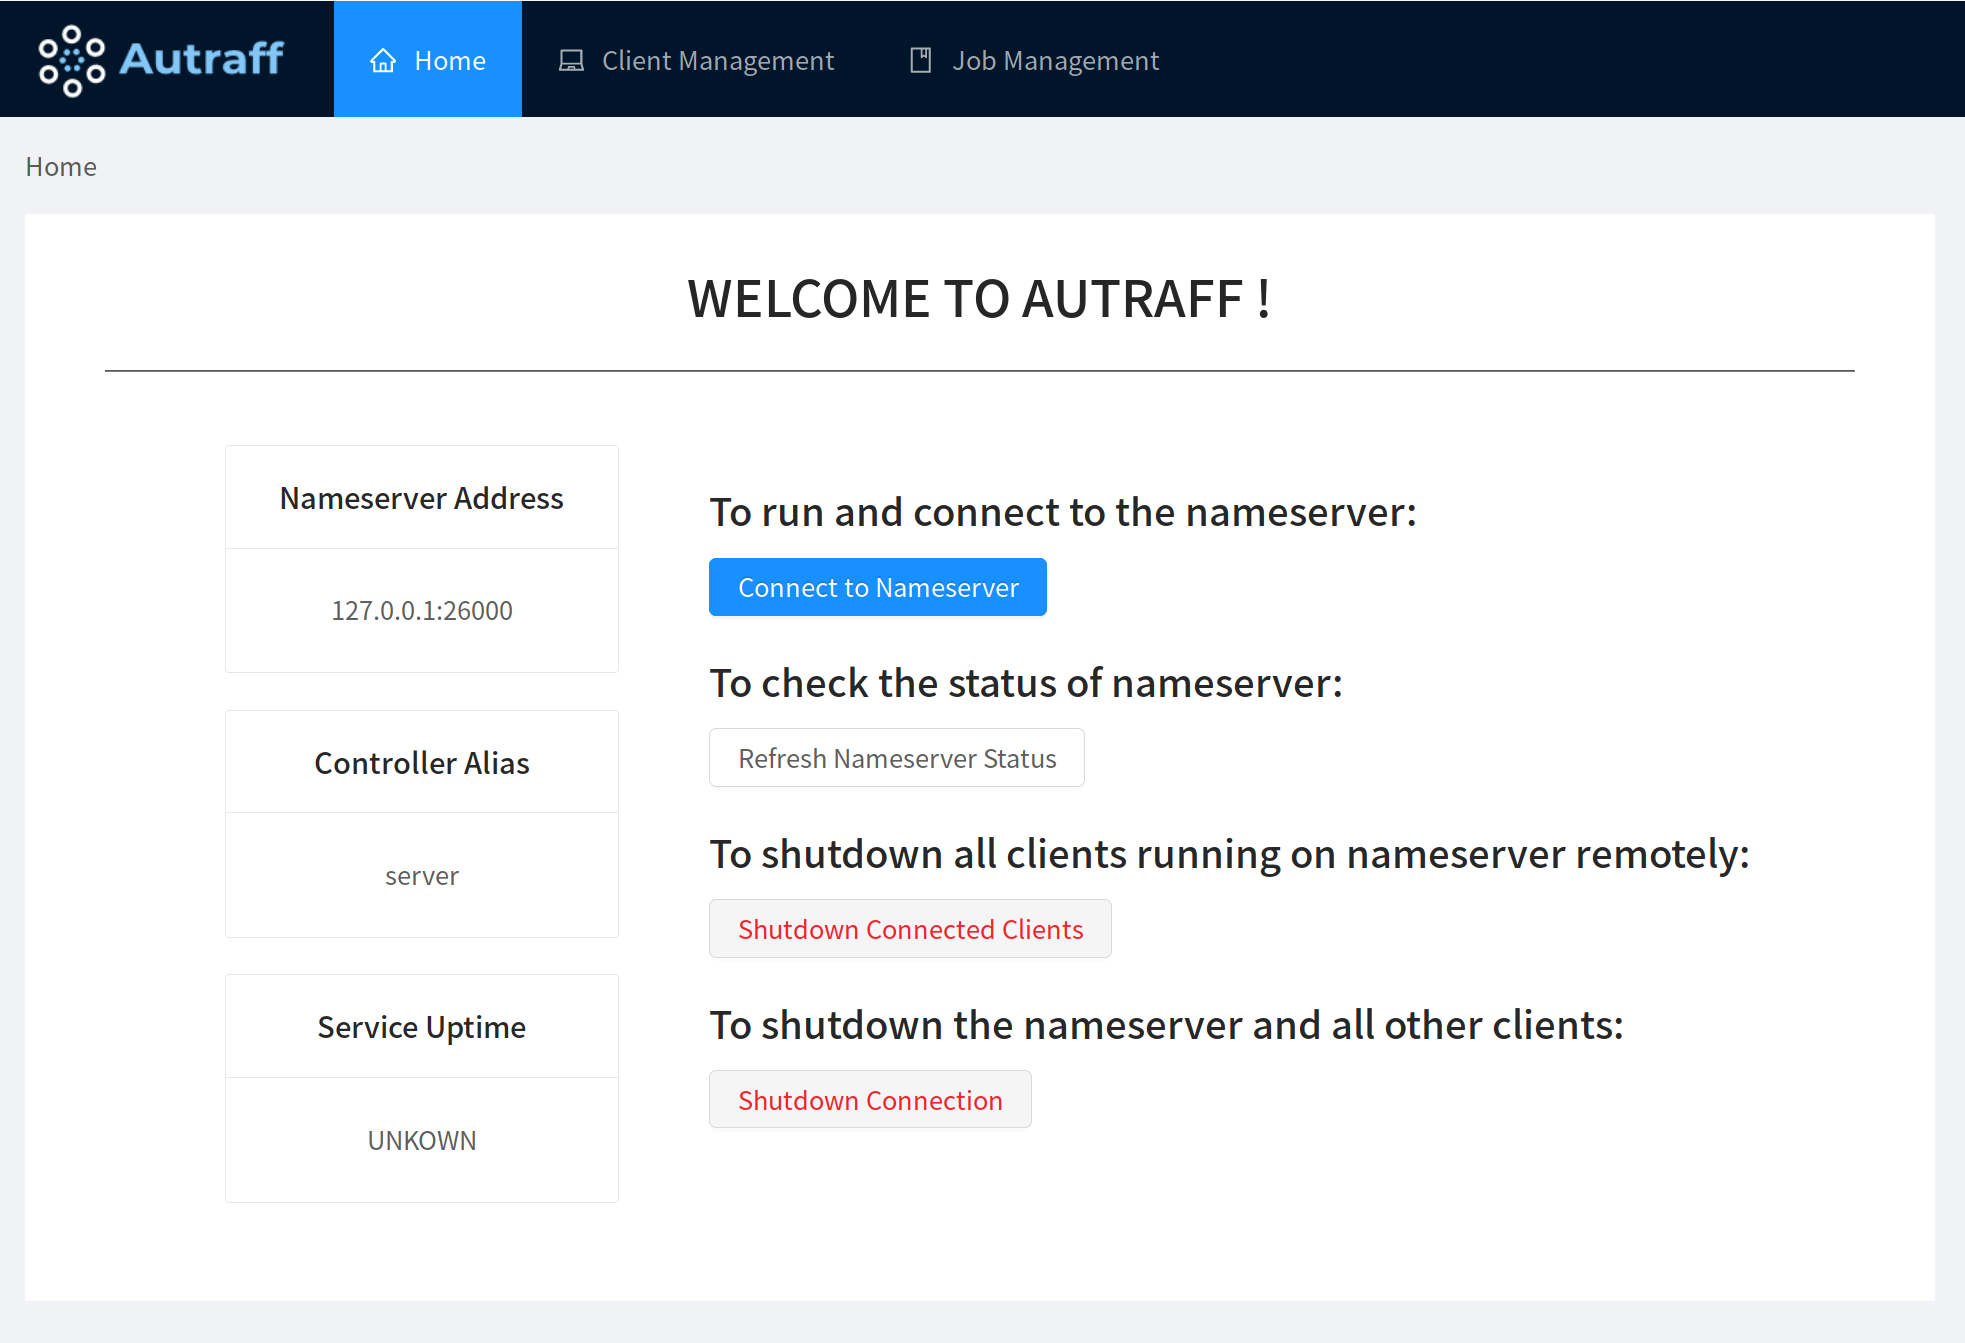 Autraff
Home
Client Management
Job Management
Home
WELCOME TO AUTRAFF !
Nameserver Address
127.0.0.1:26000
Controller Alias
server
Service Uptime
UNKOWN
To run and connect to the nameserver:
Connect to Nameserver
To check the status of nameserver:
Refresh Nameserver Status
To shutdown all clients running on nameserver remotely:
Shutdown Connected Clients
To shutdown the nameserver and all other clients:
Shutdown Connection